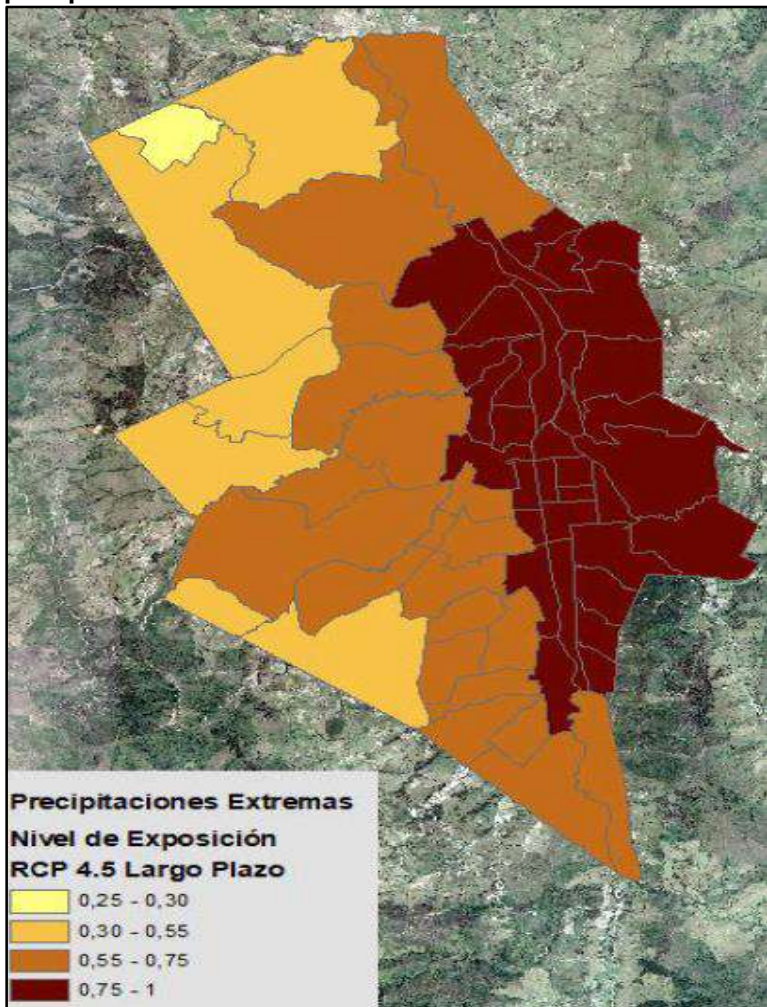 Precipitaciones Extremas
Nivel de Exposición
RCP 4.5 Largo Plazo
0,25 - 0,30
0,30 - 0,55
0,55 - 0,75
0,75 - 1